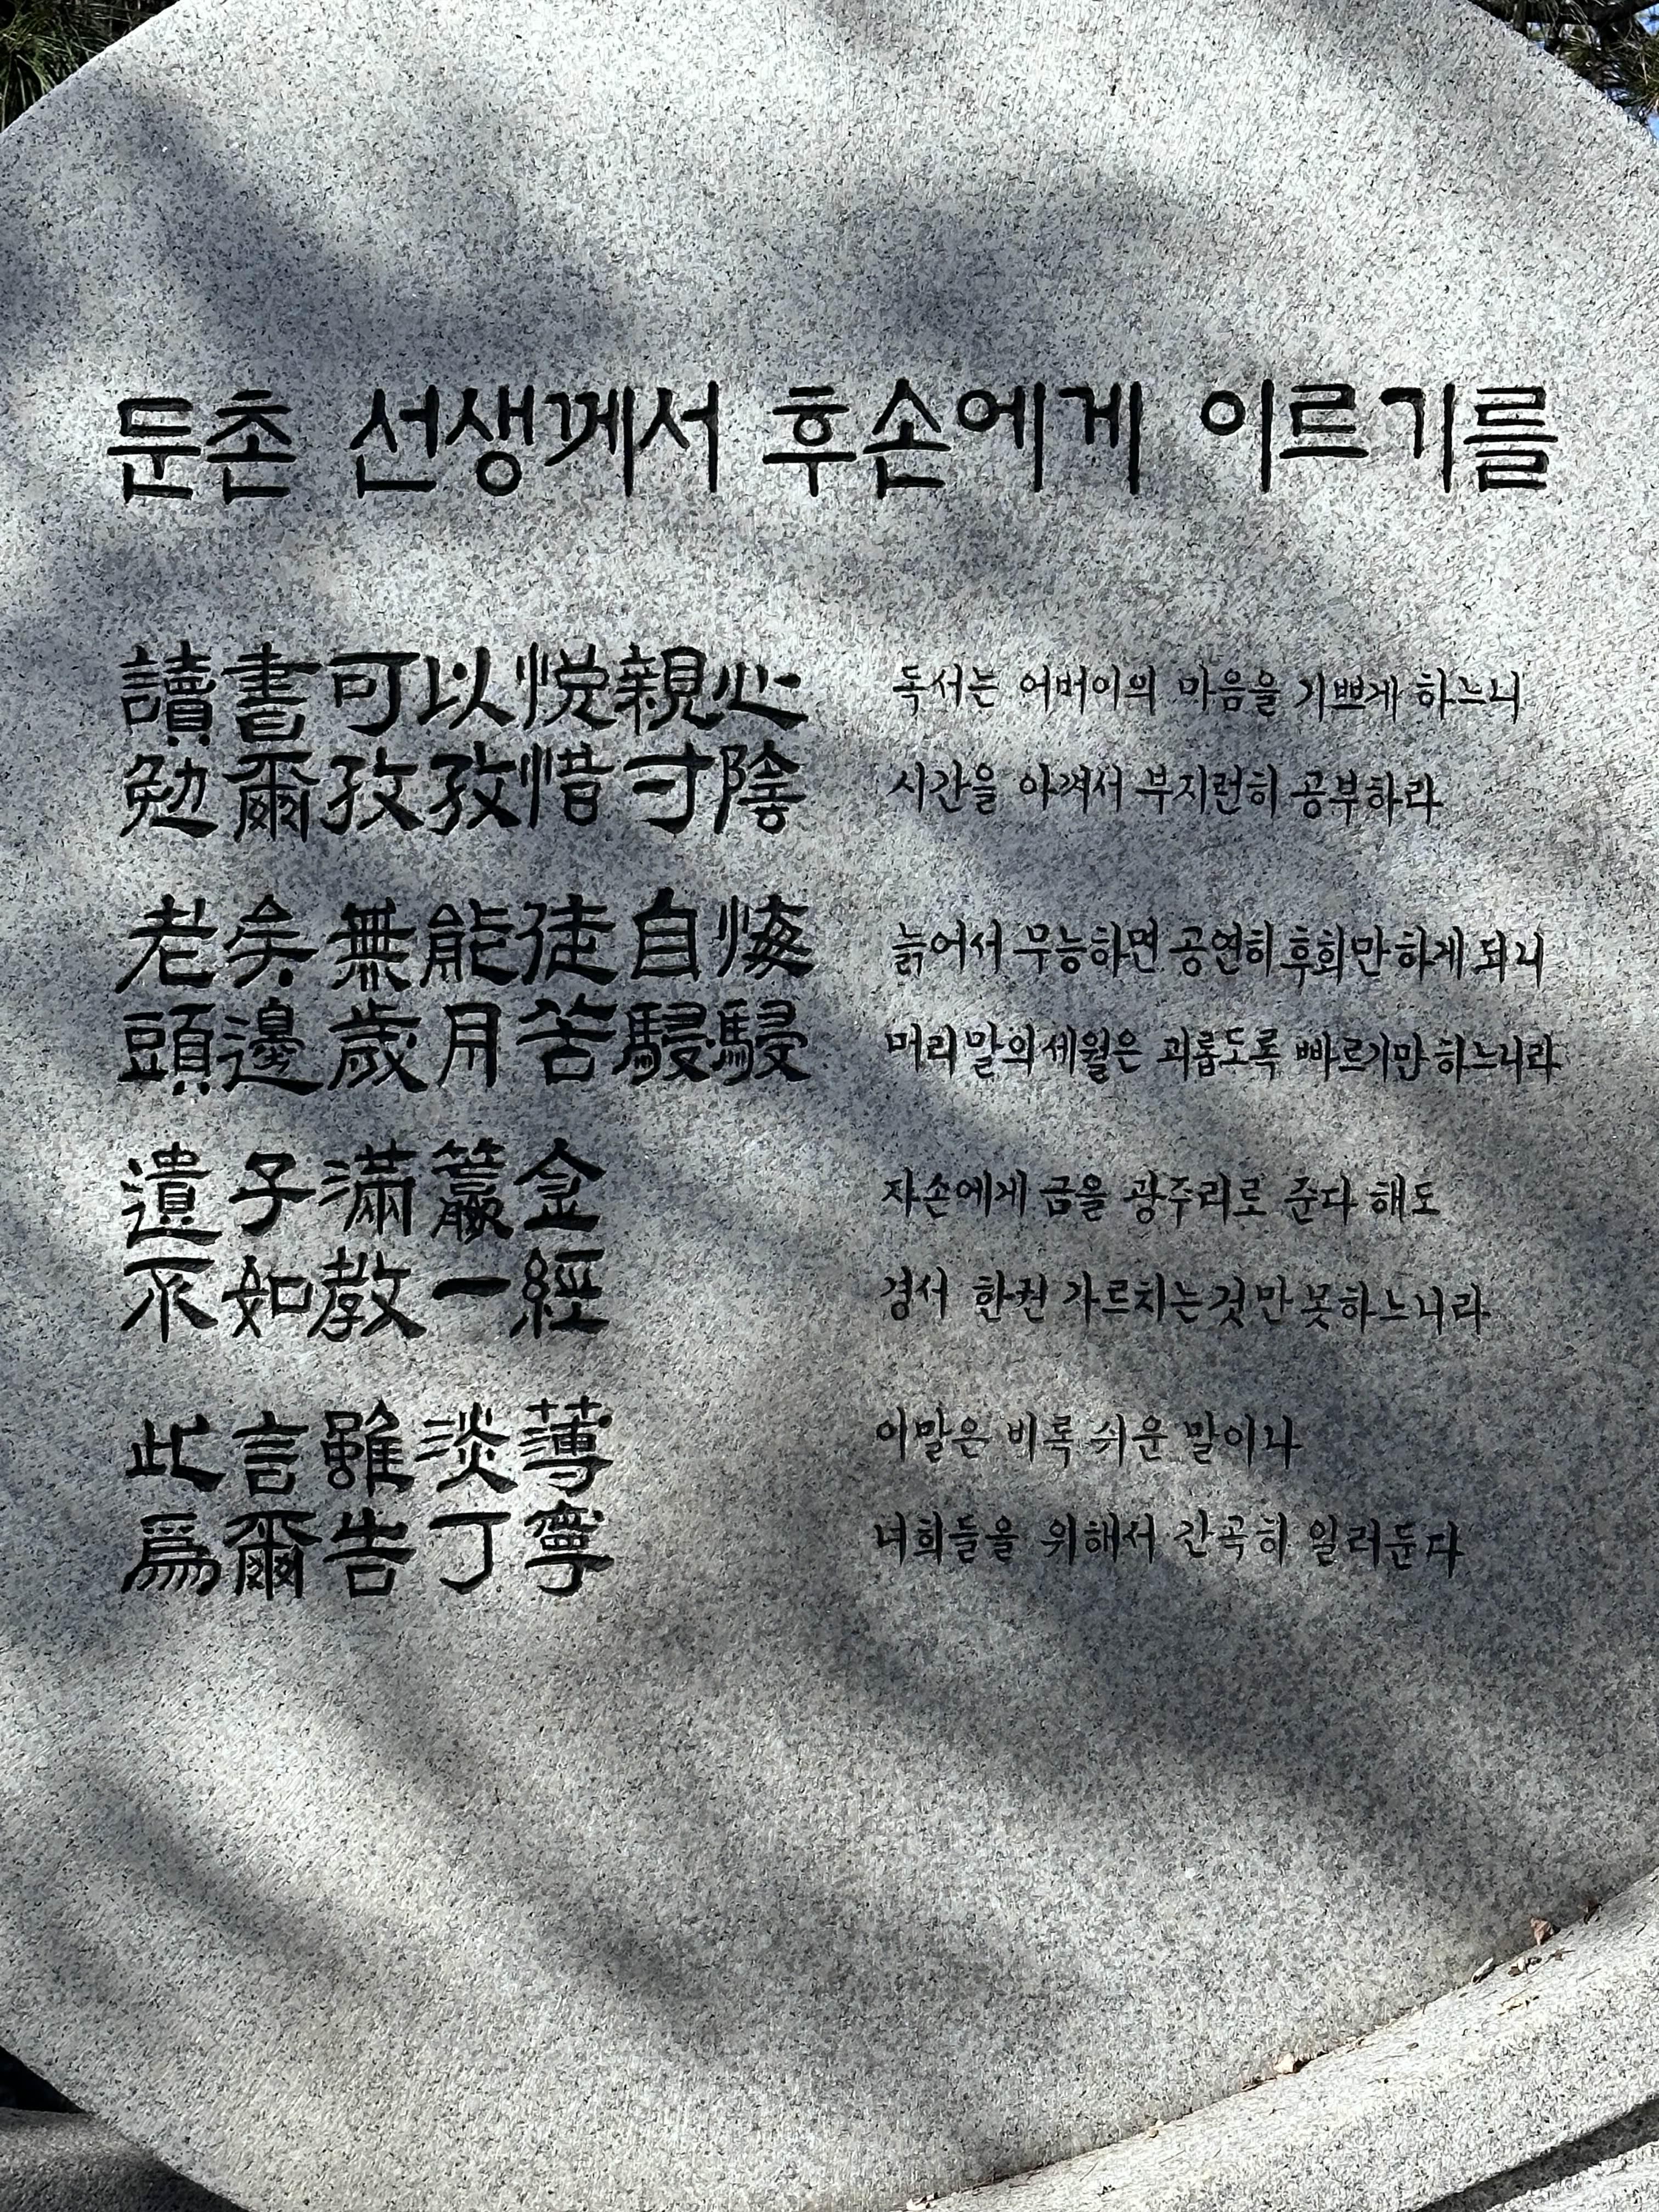 둔촌 선생께서 후손에게 이르기를
讀書可以悅親心 독서는 어버이의 마음을 기쁘게 하느니
勉爾孜孜惜寸陰 시간을 아껴서 부지런히 공부하라
老矣無能徒自悔 늙어서 무능하면 공연히 후회만 하게 되니
頭邊歲月苦駸駸 머리말의 세월은 괴롭도록 빠르기만 하느니라
遺子滿籯金 자손에게 금을 광주리로 준다 해도
不如敎一經 경서 한권 가르치는것만 못하느니라
此言雖淡薄 이말은 비록 쉬운 말이나
爲爾告丁寧 너희들을 위해서 간곡히 일러둔다